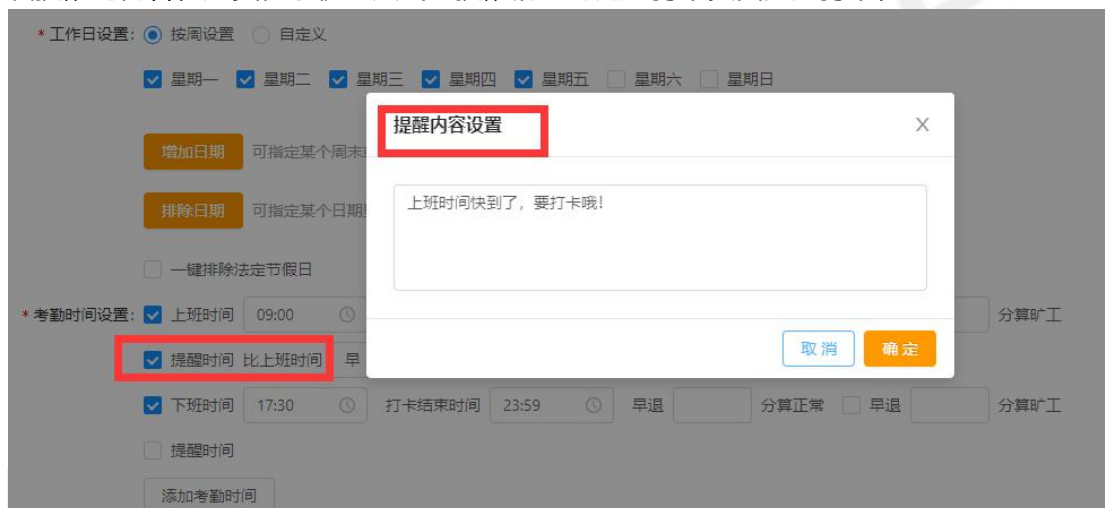 *工作日设置: 按周设置 自定义
星期一 星期二 星期三 星期四 星期五 星期六 星期日
提醒内容设置 X
增加日期 可指定某个周末
上班时间快到了，要打卡哦!
排除日期 可指定某个日期
一键排除法定节假日
*考勤时间设置: 上班时间 09:00 分算旷工
取消 确定
提醒时间 比上班时间 早
下班时间 17:30 打卡结束时间 23:59 早退 分算正常 早退 分算旷工
提醒时间
添加考勤时间